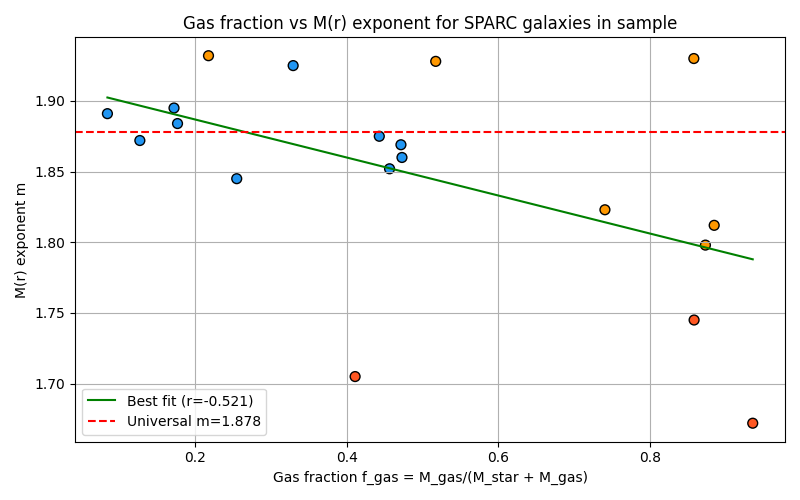 Gas fraction vs M(r) exponent for SPARC galaxies in sample
M(r) exponent m
1.90
1.85
1.80
1.75
1.70
Best fit (r=-0.521)
Universal m=1.878
0.2 0.4 0.6 0.8
Gas fraction f_gas = M_gas/(M_star + M_gas)